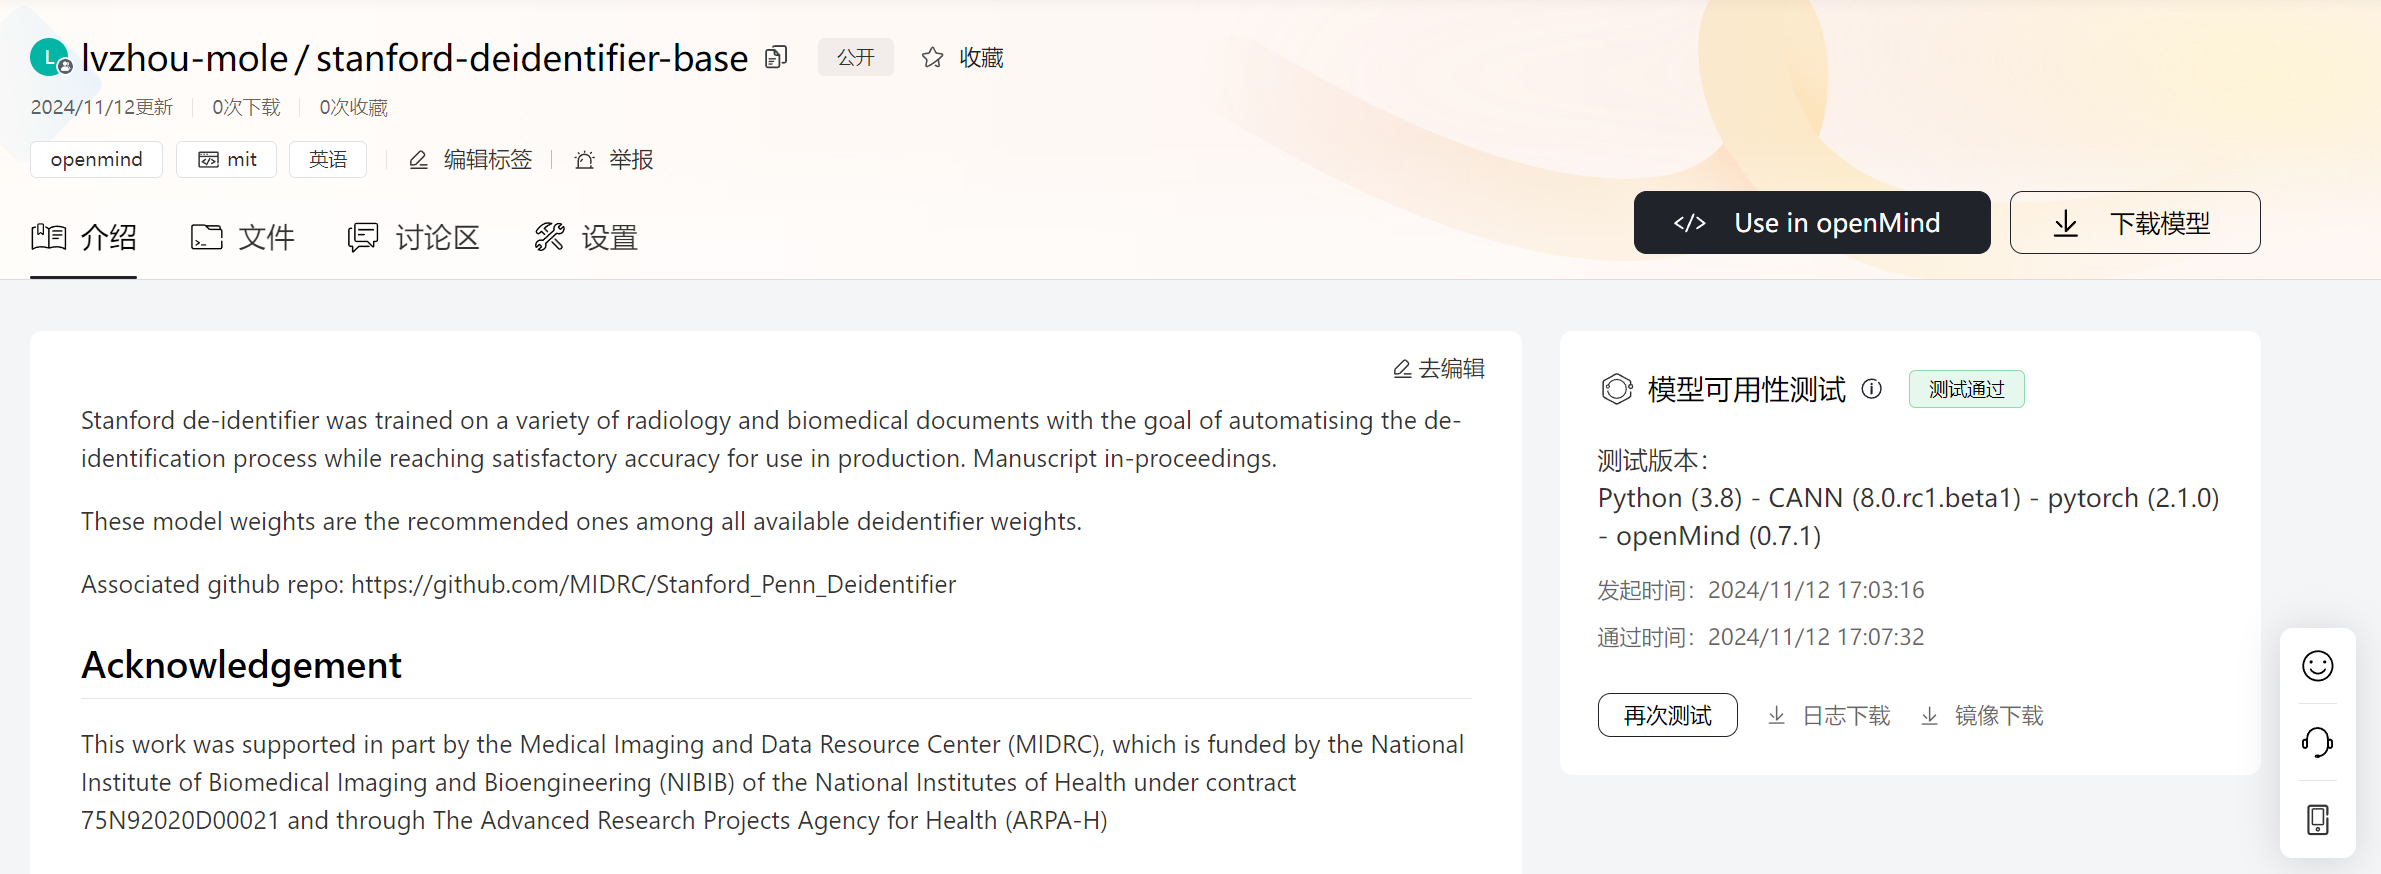 L lvzhou-mole / stanford-deidentifier-base 公开 收藏
2024/11/12更新 0次下载 0次收藏
openmind mit 英语 编辑标签 举报
介绍 文件 讨论区 设置
</> Use in openMind 下载模型
去编辑
Stanford de-identifier was trained on a variety of radiology and biomedical documents with the goal of automatising the de-
identification process while reaching satisfactory accuracy for use in production. Manuscript in-proceedings.
These model weights are the recommended ones among all available deidentifier weights.
Associated github repo: https://github.com/MIDRC/Stanford_Penn_Deidentifier
Acknowledgement
This work was supported in part by the Medical Imaging and Data Resource Center (MIDRC), which is funded by the National
Institute of Biomedical Imaging and Bioengineering (NIBIB) of the National Institutes of Health under contract
75N92020D00021 and through The Advanced Research Projects Agency for Health (ARPA-H)
模型可用性测试 测试通过
测试版本：
Python (3.8) - CANN (8.0.rc1.beta1) - pytorch (2.1.0)
- openMind (0.7.1)
发起时间：2024/11/12 17:03:16
通过时间：2024/11/12 17:07:32
再次测试 日志下载 镜像下载